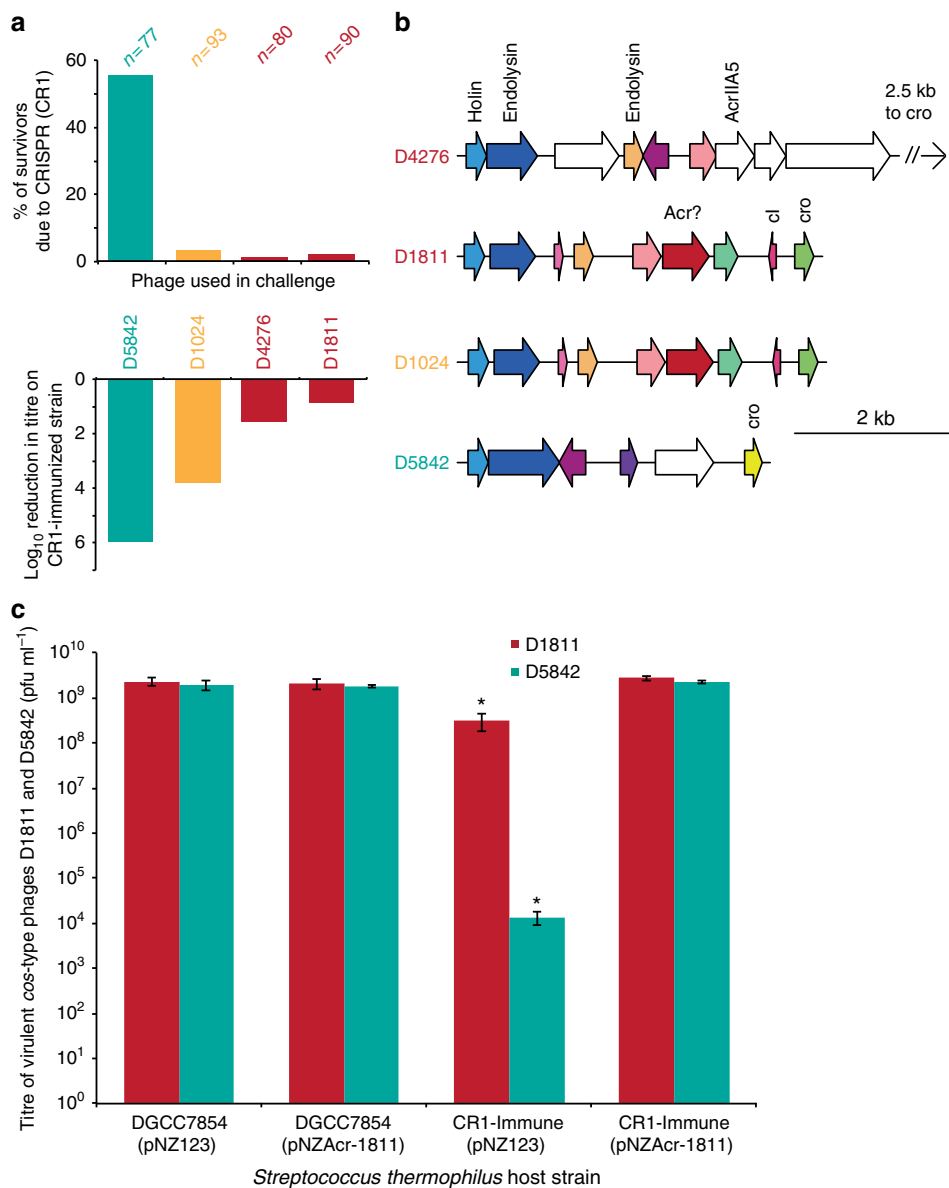 a
n=77
n=93
n=80
n=90
% of survivors
due to CRISPR (CR1)
60
40
20
0
Phage used in challenge
D5842
D1024
D4276
D1811
Log10 reduction in titre on
CR1-immunized strain
0
2
4
6
b
Holin
Endolysin
Endolysin
AcrIIA5
2.5 kb
to cro
D4276
//
Acr?
cI
cro
D1811
D1024
2 kb
cro
D5842
c
Titre of virulent cos-type phages D1811 and D5842 (pfu ml−1)
D1811
D5842
10^10
10^9
10^8
10^7
10^6
10^5
10^4
10^3
10^2
10^1
10^0
*
*
DGCC7854
(pNZ123)
DGCC7854
(pNZAcr-1811)
CR1-Immune
(pNZ123)
CR1-Immune
(pNZAcr-1811)
Streptococcus thermophilus host strain